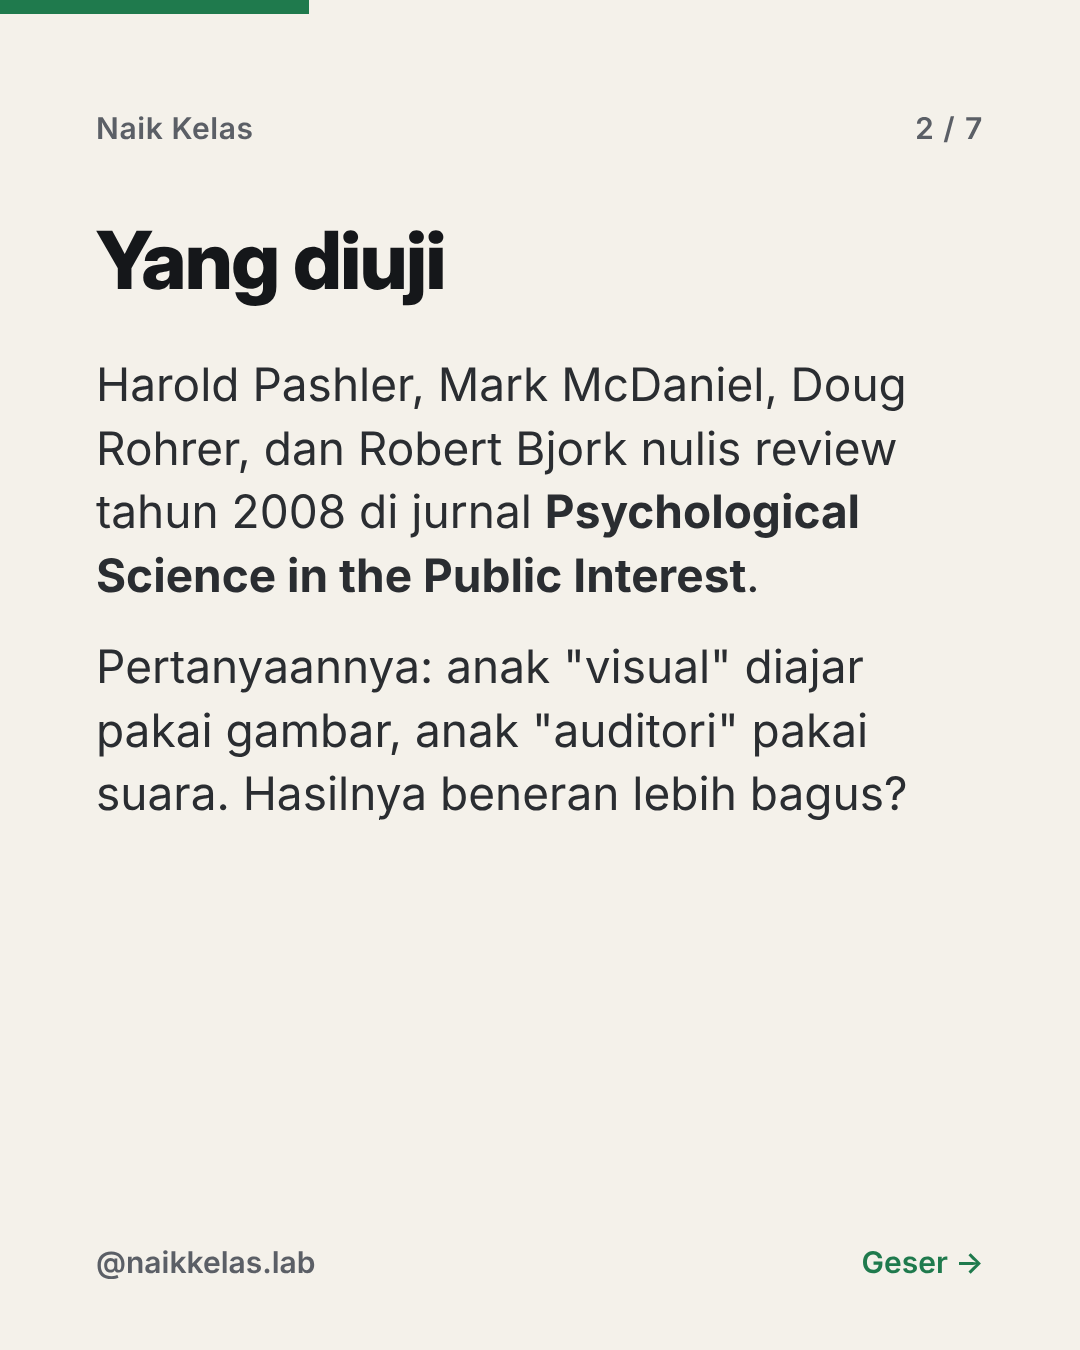 Naik Kelas
2 / 7
Yang diuji
Harold Pashler, Mark McDaniel, Doug
Rohrer, dan Robert Bjork nulis review
tahun 2008 di jurnal Psychological
Science in the Public Interest.
Pertanyaannya: anak "visual" diajar
pakai gambar, anak "auditori" pakai
suara. Hasilnya beneran lebih bagus?
@naikkelas.lab
Geser →